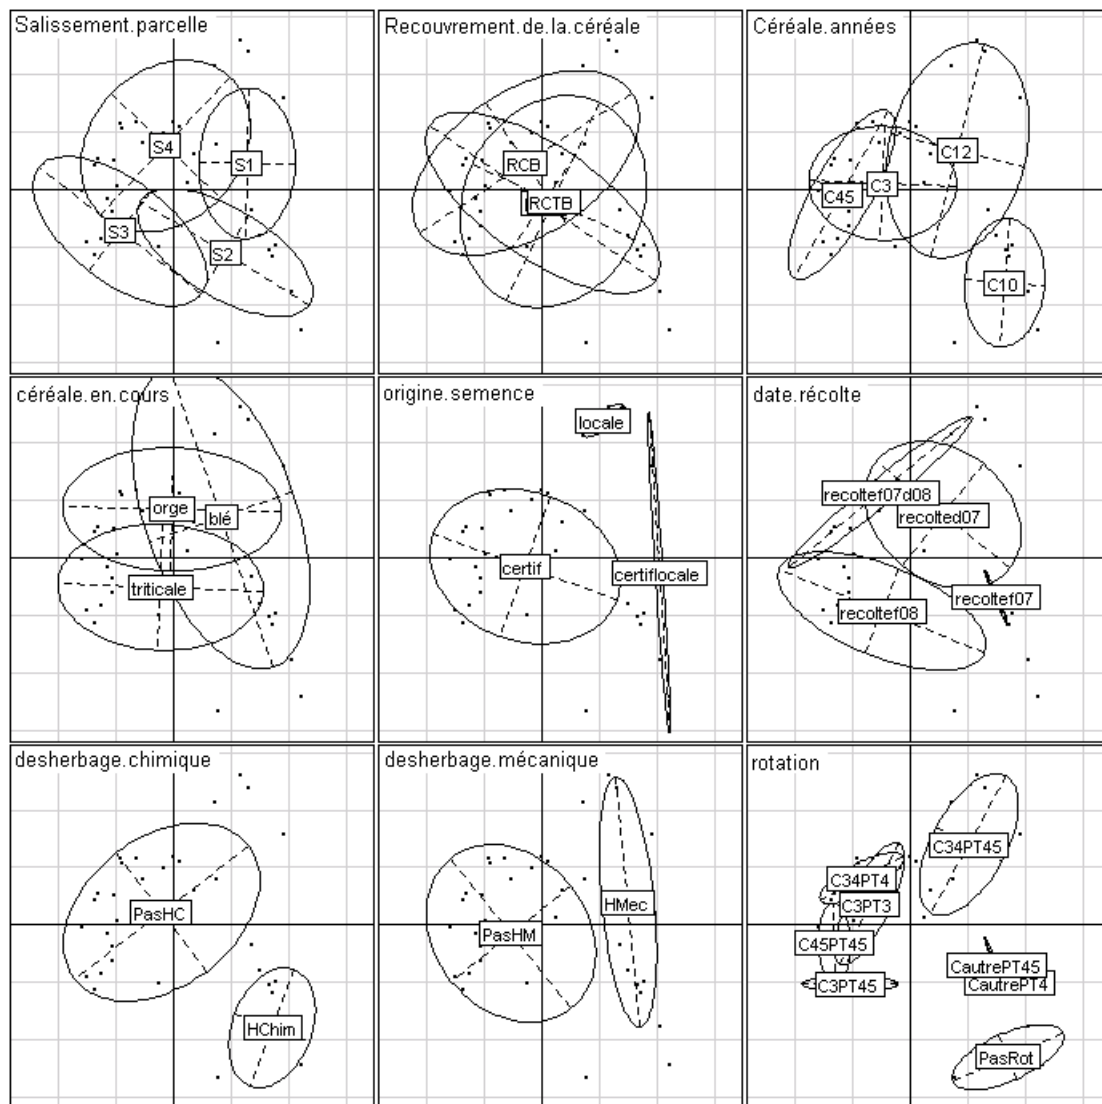 Salissement.parcelle
S4
S1
S3
S2
Recouvrement.de.la.céréale
RCB
RCTB
Céréale.années
C12
C3
C45
C10
céréale.en.cours
orge
blé
triticale
origine.semence
locale
certif
certiflocale
date.récolte
recoltef07d08
recolted07
recoltef07
recoltef08
desherbage.chimique
PasHC
HChim
desherbage.mécanique
HMec
PasHM
rotation
C34PT45
C34PT4
C3PT3
C45PT45
CautrePT45
CautrePT4
C3PT45
PasRot